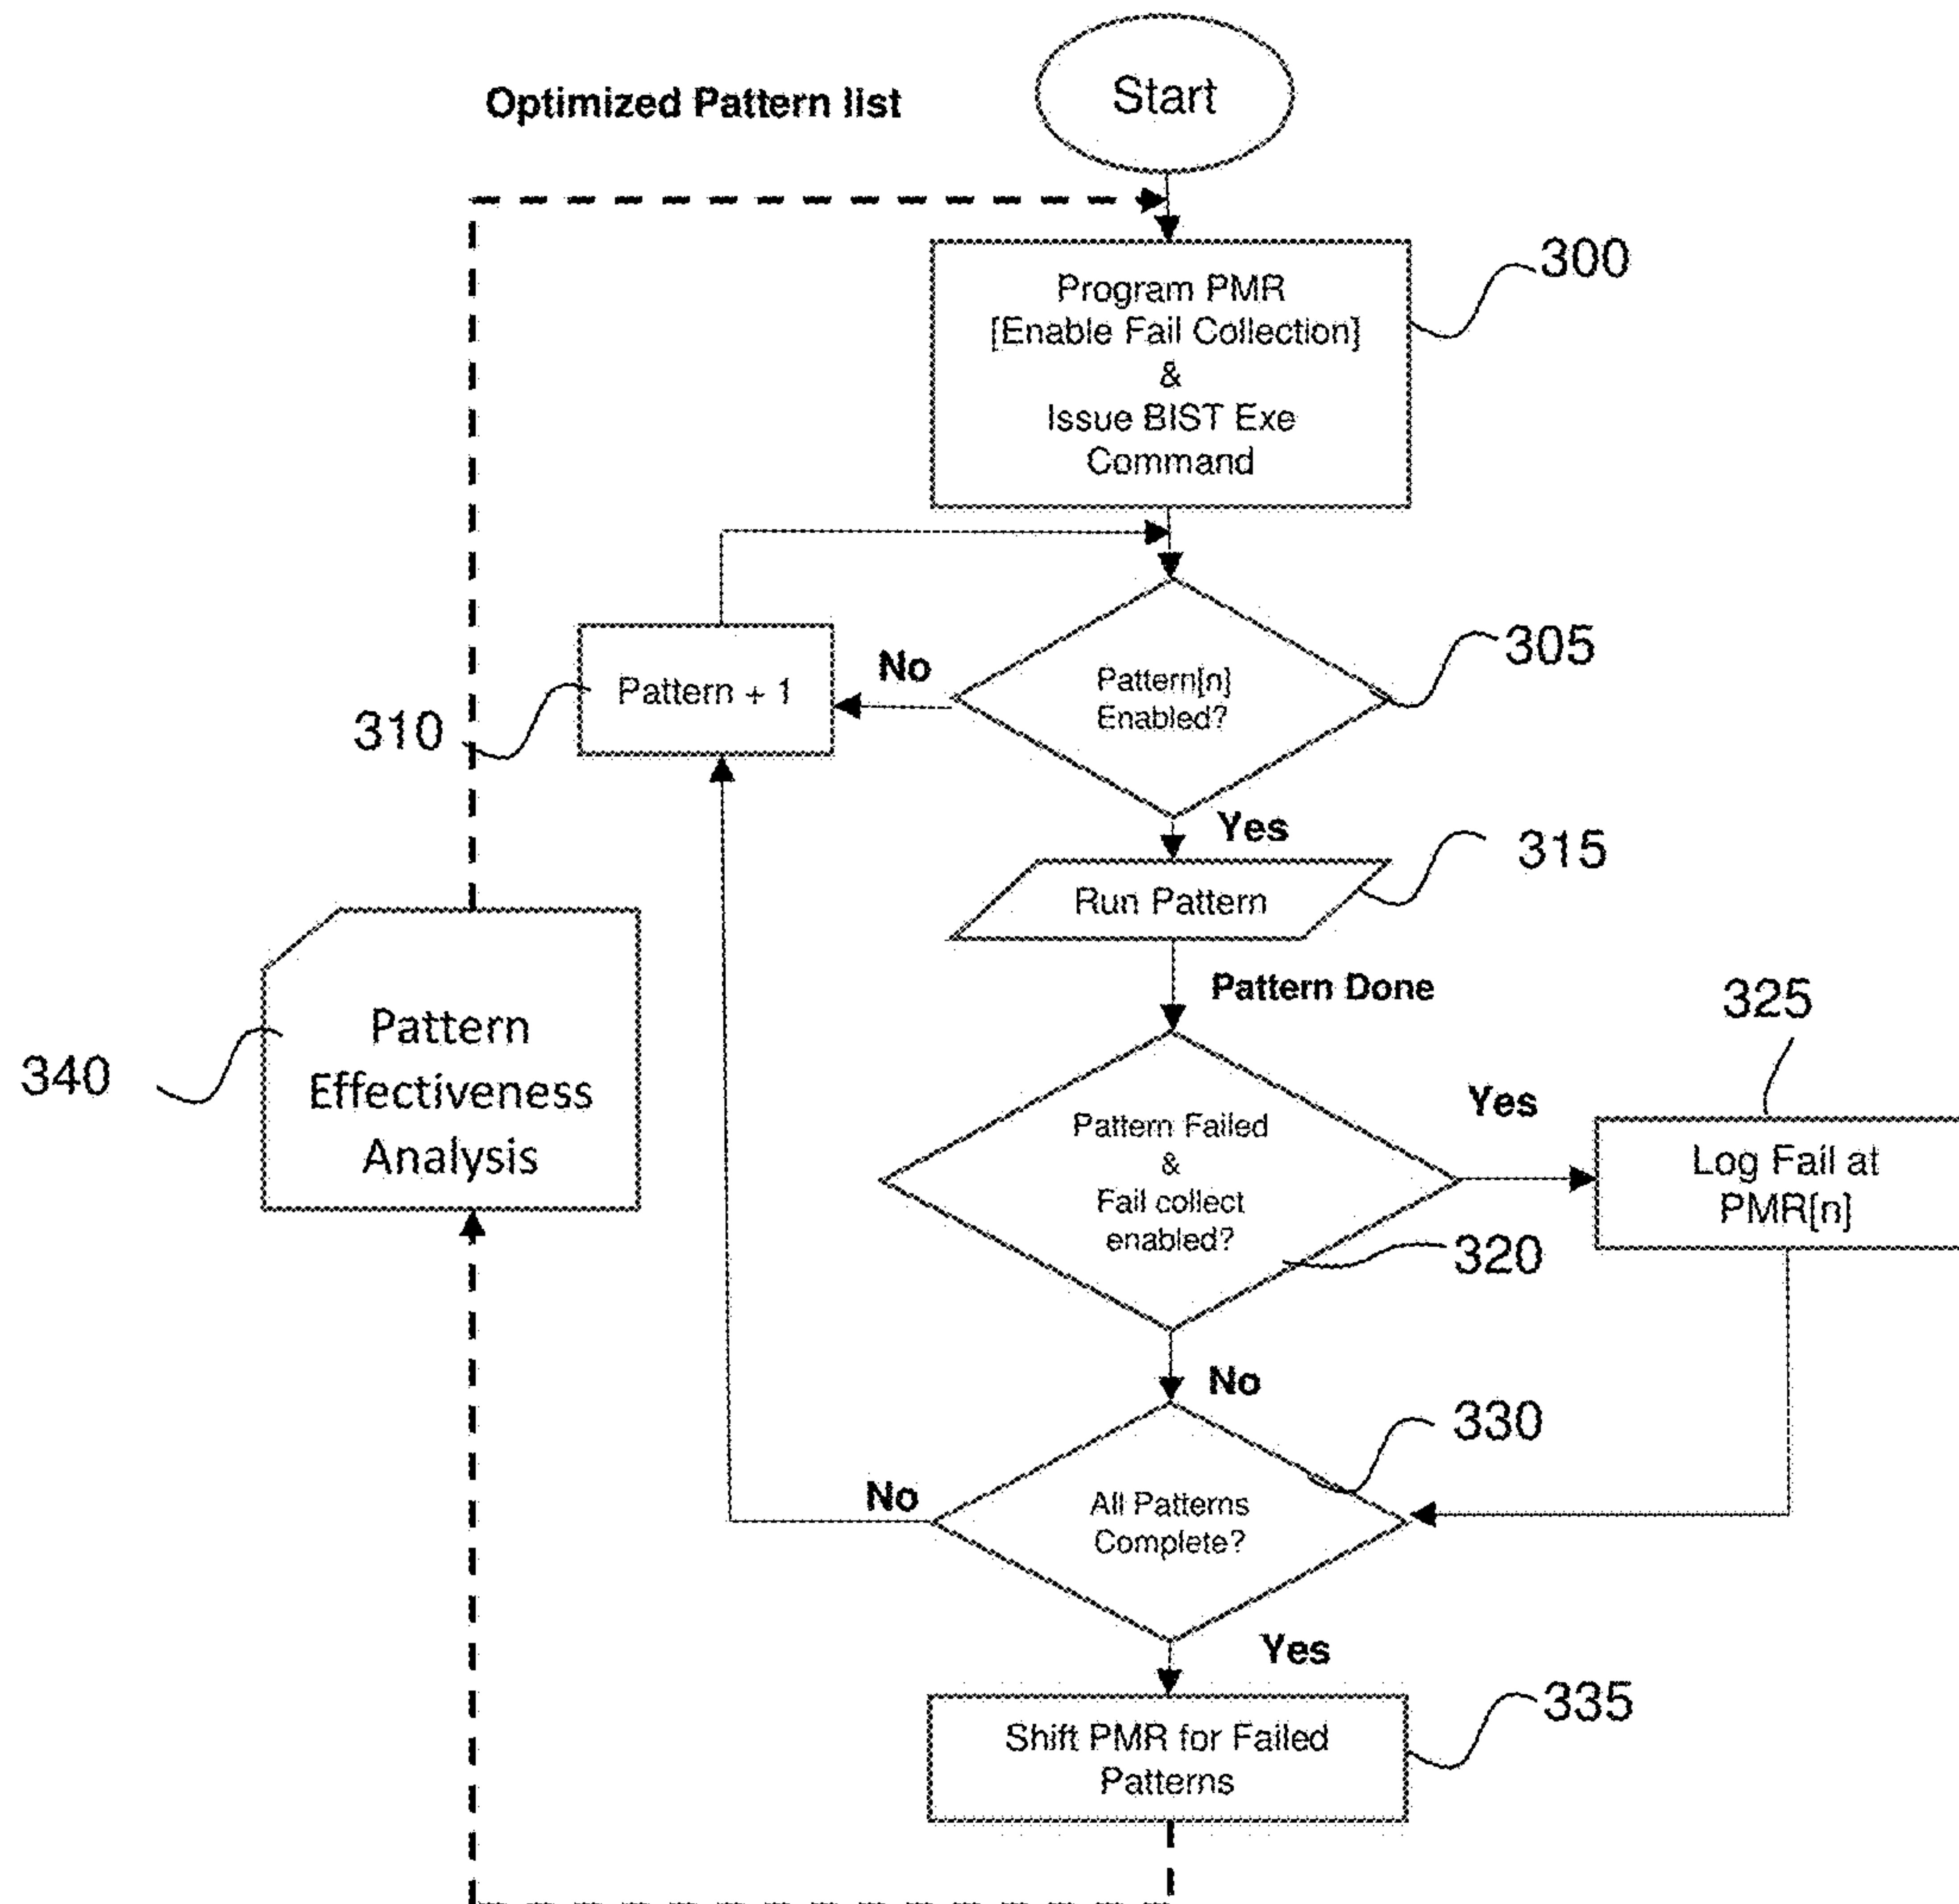 Start
Optimized Pattern list
300
Program PMR
[Enable Fail Collection]
&
Issue BIST Exe
Command
305
Pattern[n]
Enabled?
No
Pattern + 1
310
Yes
315
Run Pattern
Pattern Done
325
Pattern Failed
&
Fail collect
enabled?
Yes
Log Fail at
PMR[n]
320
340
Pattern
Effectiveness
Analysis
No
330
All Patterns
Complete?
No
Yes
335
Shift PMR for Failed
Patterns